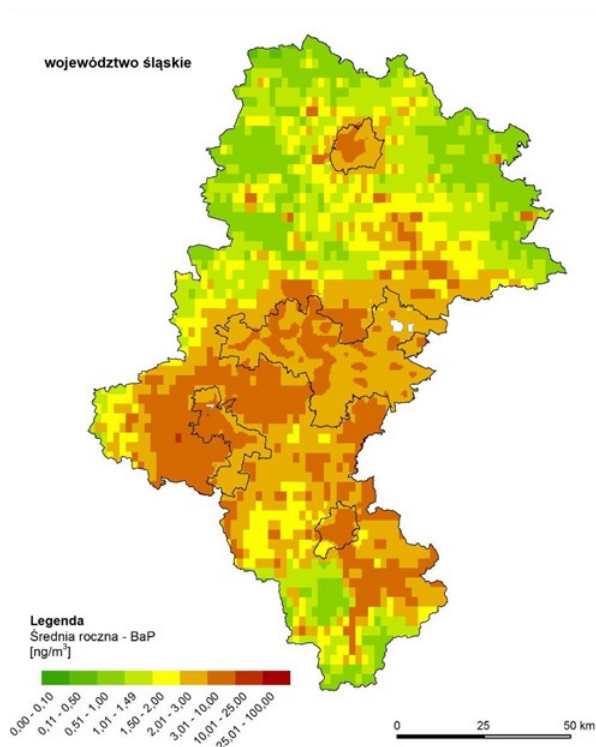 województwo śląskie
Legenda
Średnia roczna - BaP
[ng/m³]
0,00 - 0,10
0,11 - 0,50
0,51 - 1,00
1,01 - 1,49
1,50 - 2,00
2,01 - 3,00
3,01 - 10,00
10,01 - 25,00
25,01 - 100,00
0 25 50 km